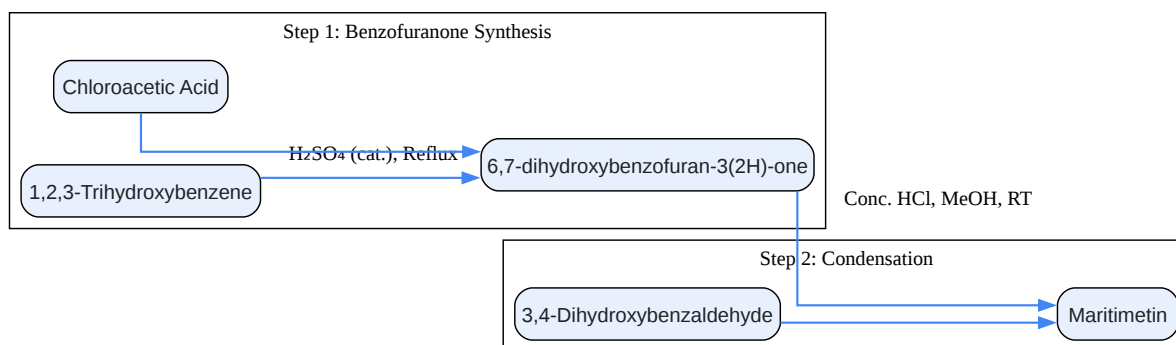 Step 1: Benzofuranone Synthesis
Chloroacetic Acid
H₂SO₄ (cat.), Reflux
1,2,3-Trihydroxybenzene
6,7-dihydroxybenzofuran-3(2H)-one
Conc. HCl, MeOH, RT
Step 2: Condensation
3,4-Dihydroxybenzaldehyde
Maritimetin